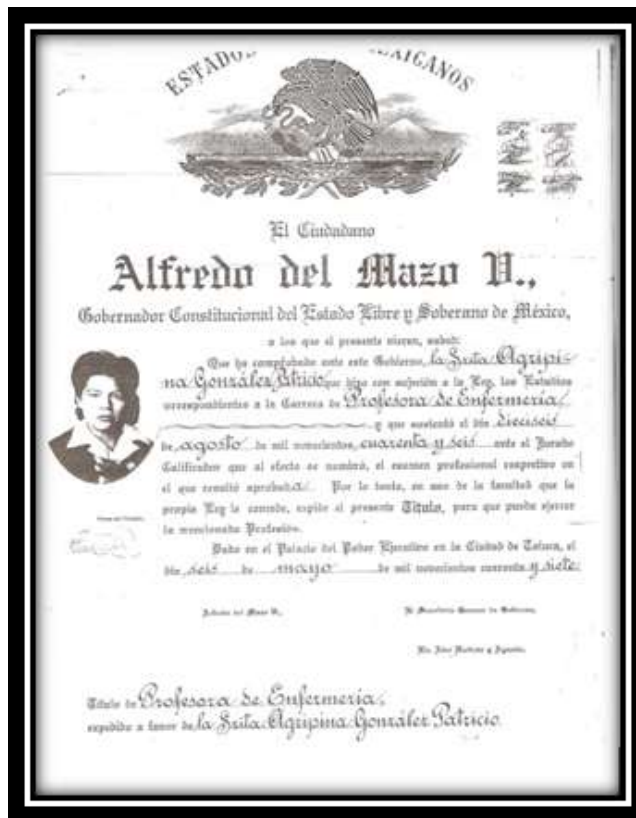 ESTADOS MEXICANOS
El Ciudadano
Alfredo del Mazo V.,
Gobernador Constitucional del Estado Libre y Soberano de México,
a los que el presente vieren, sabed:
Que ha comprobado ante este Gobierno, la Srita Agripi-
na González Patricio que hizo con sujeción a la Ley, los Estudios
correspondientes a la Carrera de Profesora de Enfermería,
y que sustentó el día dieciseis
de agosto de mil novecientos, cuarenta y seis ante el Jurado
Calificador que al efecto se nombró, el examen profesional respectivo en
el que resultó aprobada. Por lo tanto, en uso de la facultad que la
propia Ley le concede, expide el presente Título, para que pueda ejercer
la mencionada Profesión.
Dado en el Palacio del Poder Ejecutivo en la Ciudad de Toluca, el
día seis de mayo de mil novecientos cuarenta y siete
Alfredo del Mazo V., El Secretario General de Gobierno,
Título de Profesora de Enfermería,
expedido a favor de la Srita Agripina González Patricio.